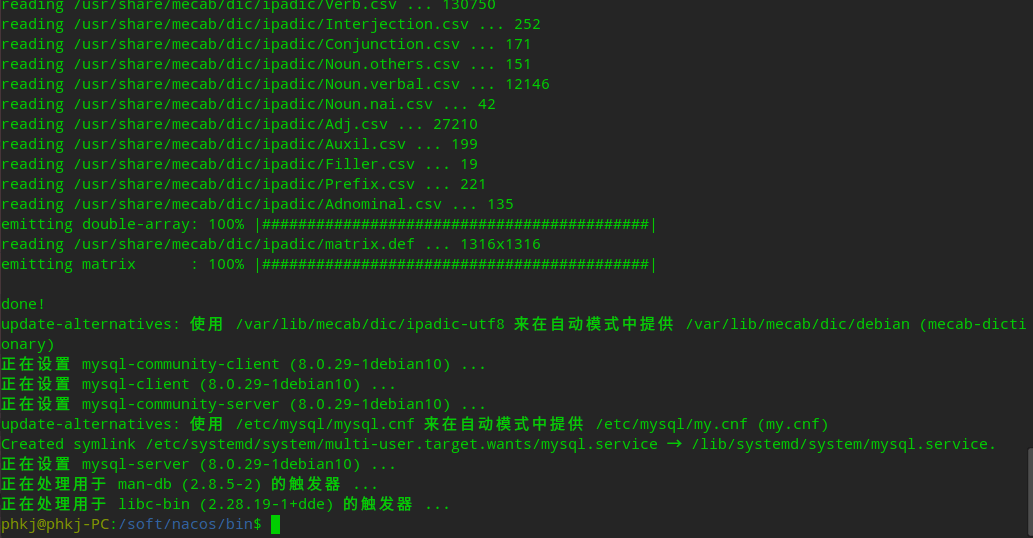 reading /usr/share/mecab/dic/ipadic/Verb.csv ... 130750
reading /usr/share/mecab/dic/ipadic/Interjection.csv ... 252
reading /usr/share/mecab/dic/ipadic/Conjunction.csv ... 171
reading /usr/share/mecab/dic/ipadic/Noun.others.csv ... 151
reading /usr/share/mecab/dic/ipadic/Noun.verbal.csv ... 12146
reading /usr/share/mecab/dic/ipadic/Noun.nai.csv ... 42
reading /usr/share/mecab/dic/ipadic/Adj.csv ... 27210
reading /usr/share/mecab/dic/ipadic/Auxil.csv ... 199
reading /usr/share/mecab/dic/ipadic/Filler.csv ... 19
reading /usr/share/mecab/dic/ipadic/Prefix.csv ... 221
reading /usr/share/mecab/dic/ipadic/Adnominal.csv ... 135
emitting double-array: 100% |###########################################|
reading /usr/share/mecab/dic/ipadic/matrix.def ... 1316x1316
emitting matrix      : 100% |###########################################|
done!
update-alternatives: 使用 /var/lib/mecab/dic/ipadic-utf8 来在自动模式中提供 /var/lib/mecab/dic/debian (mecab-dicti
onary)
正在设置 mysql-community-client (8.0.29-1debian10) ...
正在设置 mysql-client (8.0.29-1debian10) ...
正在设置 mysql-community-server (8.0.29-1debian10) ...
update-alternatives: 使用 /etc/mysql/mysql.cnf 来在自动模式中提供 /etc/mysql/my.cnf (my.cnf)
Created symlink /etc/systemd/system/multi-user.target.wants/mysql.service → /lib/systemd/system/mysql.service.
正在设置 mysql-server (8.0.29-1debian10) ...
正在处理用于 man-db (2.8.5-2) 的触发器 ...
正在处理用于 libc-bin (2.28.19-1+dde) 的触发器 ...
phkj@phkj-PC:/soft/nacos/bin$